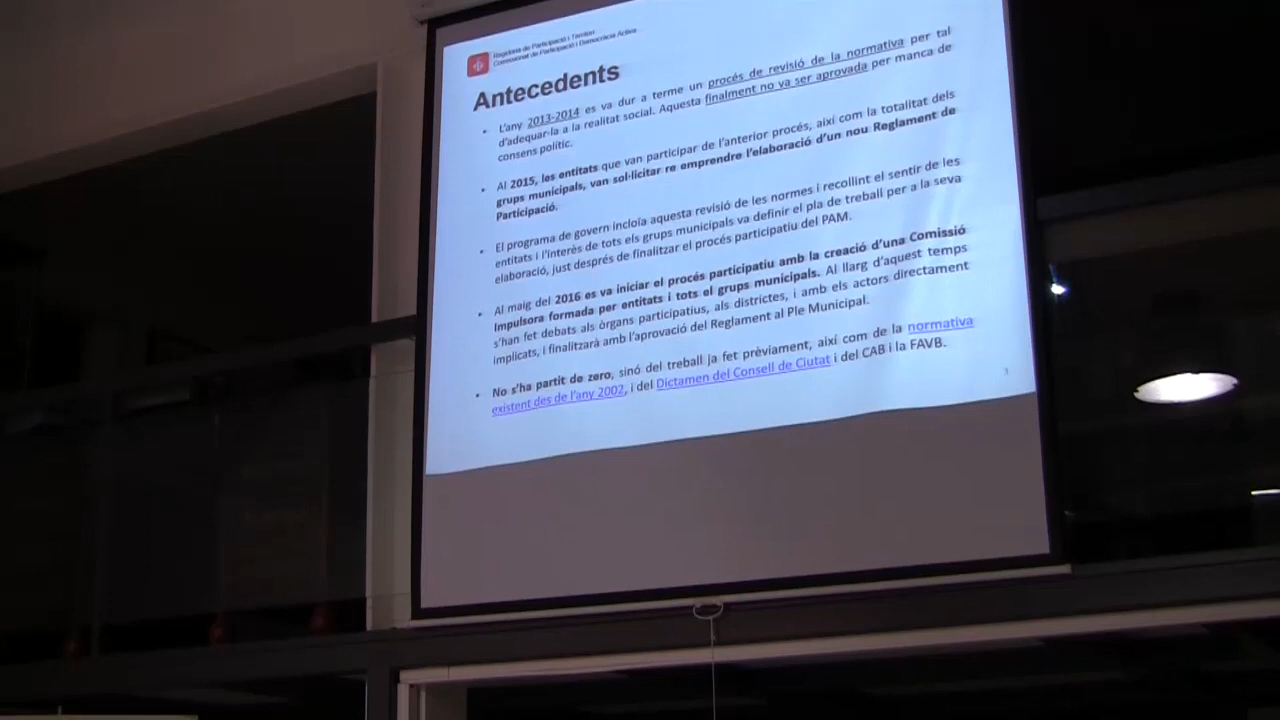 Regidoria de Participació i Territori
Comissionat de Participació i Democràcia Activa
Antecedents
• L'any 2013-2014 es va dur a terme un procés de revisió de la normativa per tal
d'adequar-la a la realitat social. Aquesta finalment no va ser aprovada per manca de
consens polític.
• Al 2015, les entitats que van participar de l'anterior procés, així com la totalitat dels
grups municipals, van sol·licitar re emprendre l'elaboració d'un nou Reglament de
Participació.
• El programa de govern incloïa aquesta revisió de les normes i recollint el sentir de les
entitats i l'interès de tots els grups municipals va definir el pla de treball per a la seva
elaboració, just després de finalitzar el procés participatiu del PAM.
• Al maig del 2016 es va iniciar el procés participatiu amb la creació d'una Comissió
Impulsora formada per entitats i tots el grups municipals. Al llarg d'aquest temps
s'han fet debats als òrgans participatius, als districtes, i amb els actors directament
implicats, i finalitzarà amb l'aprovació del Reglament al Ple Municipal.
• No s'ha partit de zero, sinó del treball ja fet prèviament, així com de la normativa
existent des de l'any 2002, i del Dictamen del Consell de Ciutat i del CAB i la FAVB.
3